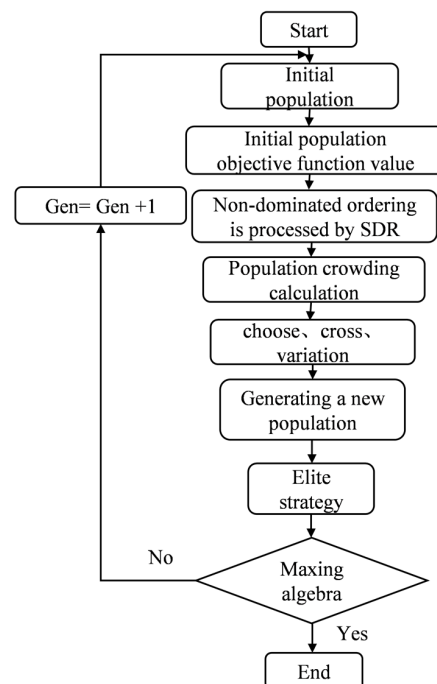 Start
Initial
population
Initial population
objective function value
Gen= Gen +1
Non-dominated ordering
is processed by SDR
Population crowding
calculation
choose、cross、
variation
Generating a new
population
Elite
strategy
No
Maxing
algebra
Yes
End